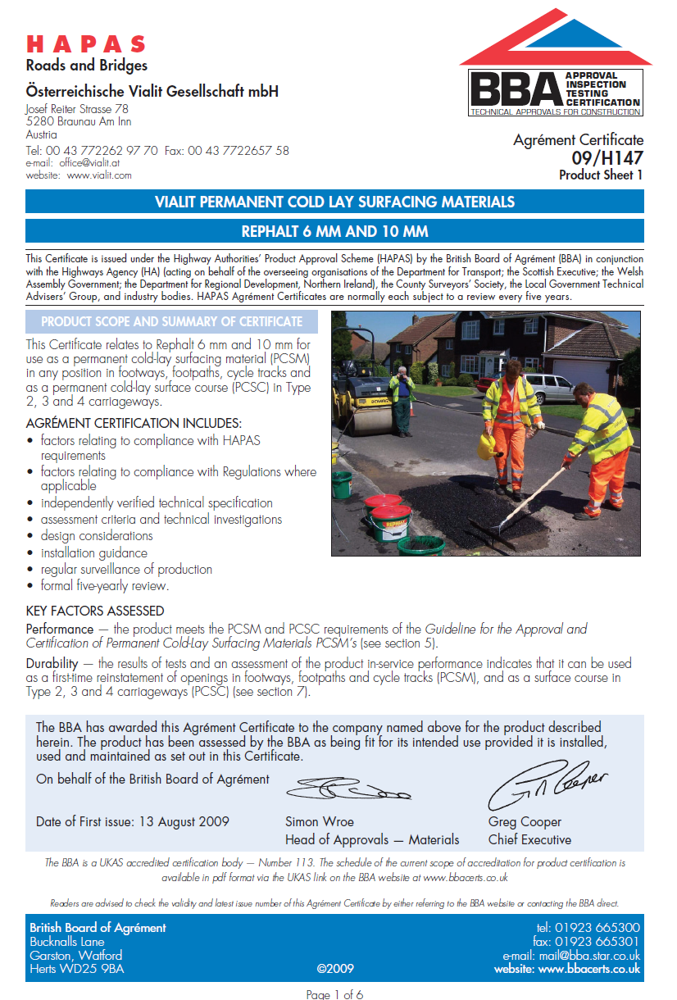 HAPAS
Roads and Bridges
Österreichische Vialit Gesellschaft mbH
Josef Reiter Strasse 78
5280 Braunau Am Inn
Austria
Tel: 00 43 772262 97 70  Fax: 00 43 7722657 58
e-mail: office@vialit.at
website: www.vialit.com
BBA
APPROVAL
INSPECTION
TESTING
CERTIFICATION
TECHNICAL APPROVALS FOR CONSTRUCTION
Agrément Certificate
09/H147
Product Sheet 1
VIALIT PERMANENT COLD LAY SURFACING MATERIALS
REPHALT 6 MM AND 10 MM
This Certificate is issued under the Highway Authorities’ Product Approval Scheme (HAPAS) by the British Board of Agrément (BBA) in conjunction
with the Highways Agency (HA) (acting on behalf of the overseeing organisations of the Department for Transport; the Scottish Executive; the Welsh
Assembly Government; the Department for Regional Development, Northern Ireland), the County Surveyors’ Society, the Local Government Technical
Advisers’ Group, and industry bodies. HAPAS Agrément Certificates are normally each subject to a review every five years.
PRODUCT SCOPE AND SUMMARY OF CERTIFICATE
This Certificate relates to Rephalt 6 mm and 10 mm for
use as a permanent cold-lay surfacing material (PCSM)
in any position in footways, footpaths, cycle tracks and
as a permanent cold-lay surface course (PCSC) in Type
2, 3 and 4 carriageways.
AGRÉMENT CERTIFICATION INCLUDES:
• factors relating to compliance with HAPAS
requirements
• factors relating to compliance with Regulations where
applicable
• independently verified technical specification
• assessment criteria and technical investigations
• design considerations
• installation guidance
• regular surveillance of production
• formal five-yearly review.
BOMAG
REPHALT
KEY FACTORS ASSESSED
Performance — the product meets the PCSM and PCSC requirements of the Guideline for the Approval and
Certification of Permanent Cold-Lay Surfacing Materials PCSM’s (see section 5).
Durability — the results of tests and an assessment of the product in-service performance indicates that it can be used
as a first-time reinstatement of openings in footways, footpaths and cycle tracks (PCSM), and as a surface course in
Type 2, 3 and 4 carriageways (PCSC) (see section 7).
The BBA has awarded this Agrément Certificate to the company named above for the product described
herein. The product has been assessed by the BBA as being fit for its intended use provided it is installed,
used and maintained as set out in this Certificate.
On behalf of the British Board of Agrément
Date of First issue: 13 August 2009
Simon Wroe
Head of Approvals — Materials
Greg Cooper
Chief Executive
The BBA is a UKAS accredited certification body — Number 113. The schedule of the current scope of accreditation for product certification is
available in pdf format via the UKAS link on the BBA website at www.bbacerts.co.uk
Readers are advised to check the validity and latest issue number of this Agrément Certificate by either referring to the BBA website or contacting the BBA direct.
British Board of Agrément
Bucknalls Lane
Garston, Watford
Herts WD25 9BA
©2009
tel: 01923 665300
fax: 01923 665301
e-mail: mail@bba.star.co.uk
website: www.bbacerts.co.uk
Page 1 of 6